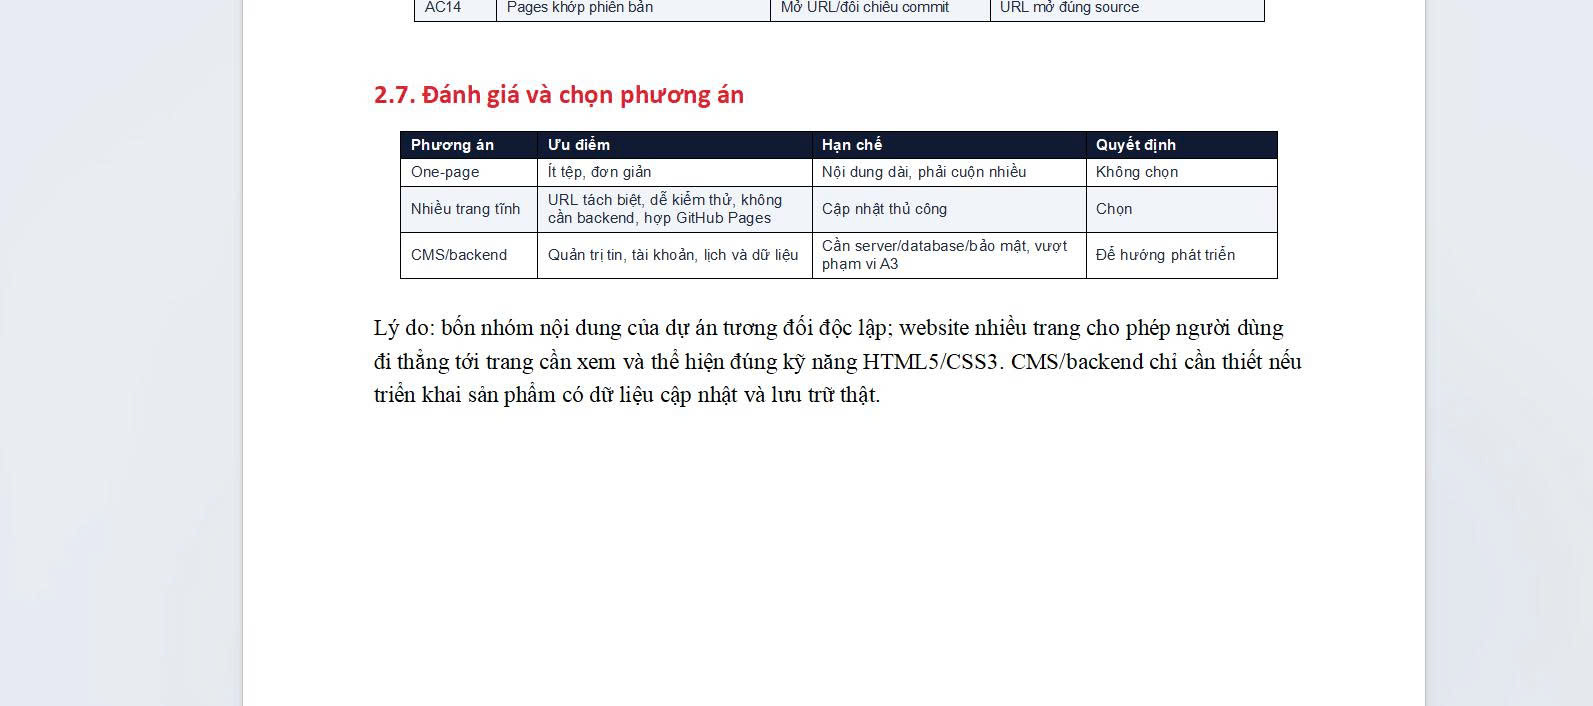 AC14 Pages khớp phiên bản Mở URL/đối chiếu commit URL mở đúng source
2.7. Đánh giá và chọn phương án
Phương án Ưu điểm Hạn chế Quyết định
One-page Ít tệp, đơn giản Nội dung dài, phải cuộn nhiều Không chọn
Nhiều trang tĩnh URL tách biệt, dễ kiểm thử, không
cần backend, hợp GitHub Pages Cập nhật thủ công Chọn
CMS/backend Quản trị tin, tài khoản, lịch và dữ liệu Cần server/database/bảo mật, vượt
phạm vi A3 Để hướng phát triển
Lý do: bốn nhóm nội dung của dự án tương đối độc lập; website nhiều trang cho phép người dùng
đi thẳng tới trang cần xem và thể hiện đúng kỹ năng HTML5/CSS3. CMS/backend chỉ cần thiết nếu
triển khai sản phẩm có dữ liệu cập nhật và lưu trữ thật.